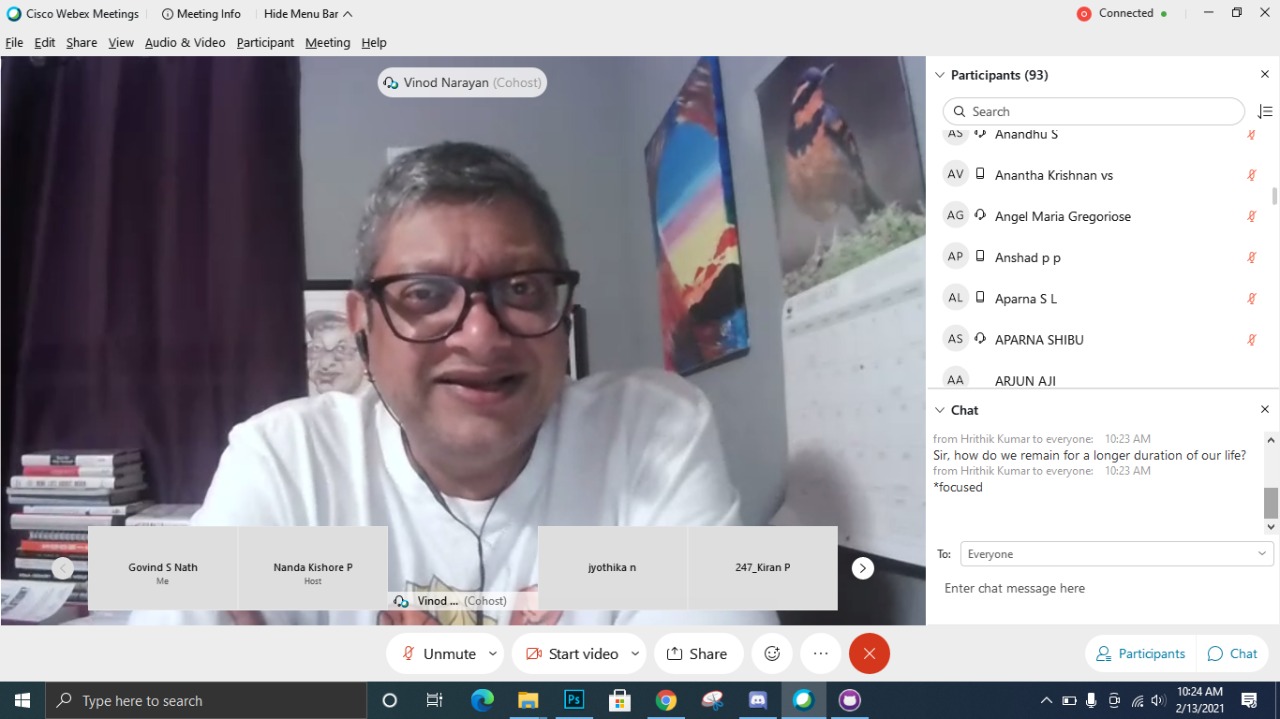 Cisco Webex Meetings
Meeting Info
Hide Menu Bar
Connected
File Edit Share View Audio & Video Participant Meeting Help
Vinod Narayan (Cohost)
Govind S Nath
Me
Nanda Kishore P
Host
Vinod ... (Cohost)
jyothika n
247_Kiran P
Participants (93)
Search
AS Anandhu S
AV Anantha Krishnan vs
AG Angel Maria Gregoriose
AP Anshad p p
AL Aparna S L
AS APARNA SHIBU
AA ARJUN AJI
Chat
from Hrithik Kumar to everyone: 10:23 AM
Sir, how do we remain for a longer duration of our life?
from Hrithik Kumar to everyone: 10:23 AM
*focused
To: Everyone
Enter chat message here
Unmute
Start video
Share
Participants
Chat
Type here to search
Ps
10:24 AM
2/13/2021